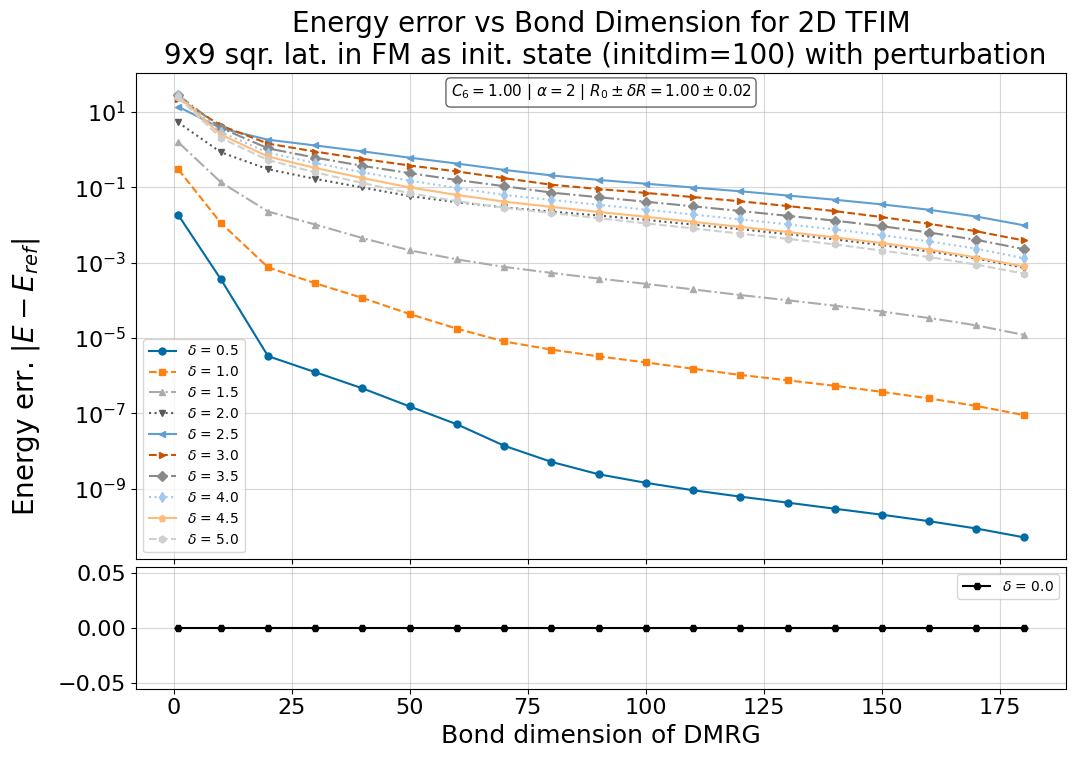 Energy error vs Bond Dimension for 2D TFIM
9x9 sqr. lat. in FM as init. state (initdim=100) with perturbation
C₆ = 1.00 | α = 2 | R₀ ± δR = 1.00 ± 0.02
10¹
10⁻¹
10⁻³
10⁻⁵
10⁻⁷
10⁻⁹
Energy err. |E − E_ref|
δ = 0.5
δ = 1.0
δ = 1.5
δ = 2.0
δ = 2.5
δ = 3.0
δ = 3.5
δ = 4.0
δ = 4.5
δ = 5.0
0.05
0.00
−0.05
δ = 0.0
0 25 50 75 100 125 150 175
Bond dimension of DMRG